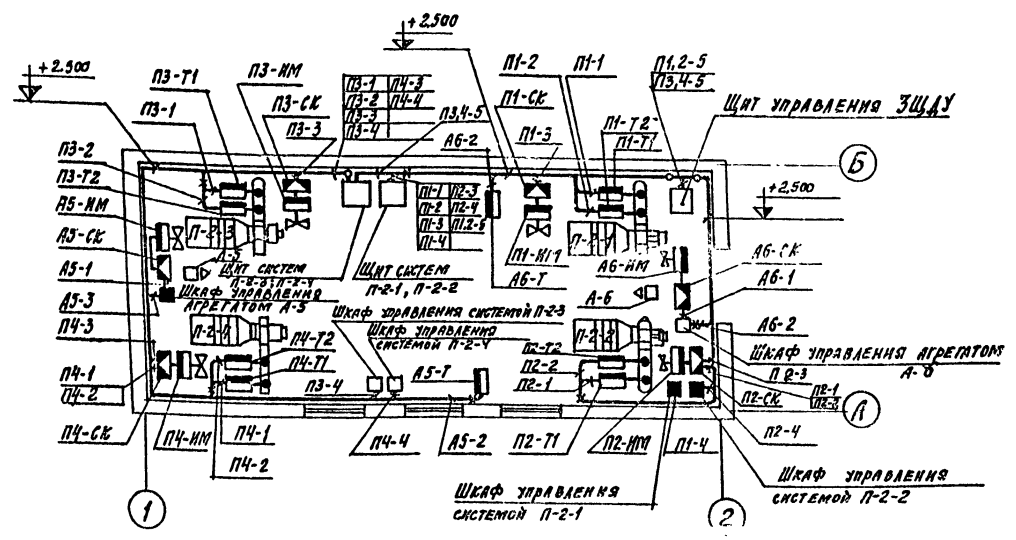 +2.500
+2.500
П3-ИМ
П3-Т1
П3-1
П3-СК
П3-3
П3-1 П4-3
П3-2 П4-4
П3-3
П3-4
П3,4-5
А6-2
П1-2
П1-1
П1-СК
П1-3
П1,2-5
П3,4-5
П1-Т2
П1-Т1
Щит управления ЗЩДУ
Б
П3-2
П3-Т2
А5-ИМ
А5-СК
А5-1
А5-3
П4-3
П4-1
П4-2
П4-СК
+2.500
П1-1 П2-3
П1-2 П2-4
П1-3
П1-4
П1-ИМ
А6-Т
А6-ИМ
А6-СК
А6-1
А-6
А6-2
А-5
Щит систем
Щит систем
П-2-1, П-2-2
Шкаф управления
агрегатом А-5
Шкаф управления системой П-2-3
Шкаф управления
системой П-2-4
Шкаф управления агрегатом
П4-Т2
П4-Т1
П3-4
А5-Т
П2-Т2
П2-2
П2-1
П2-3
П2-1
П2-2
П2-СК
Л
П4-ИМ
П4-1
П4-2
П4-4
А5-2
П2-Т1
П2-ИМ
П1-4
П2-4
Шкаф управления
системой П-2-1
Шкаф управления
системой П-2-2
1
2